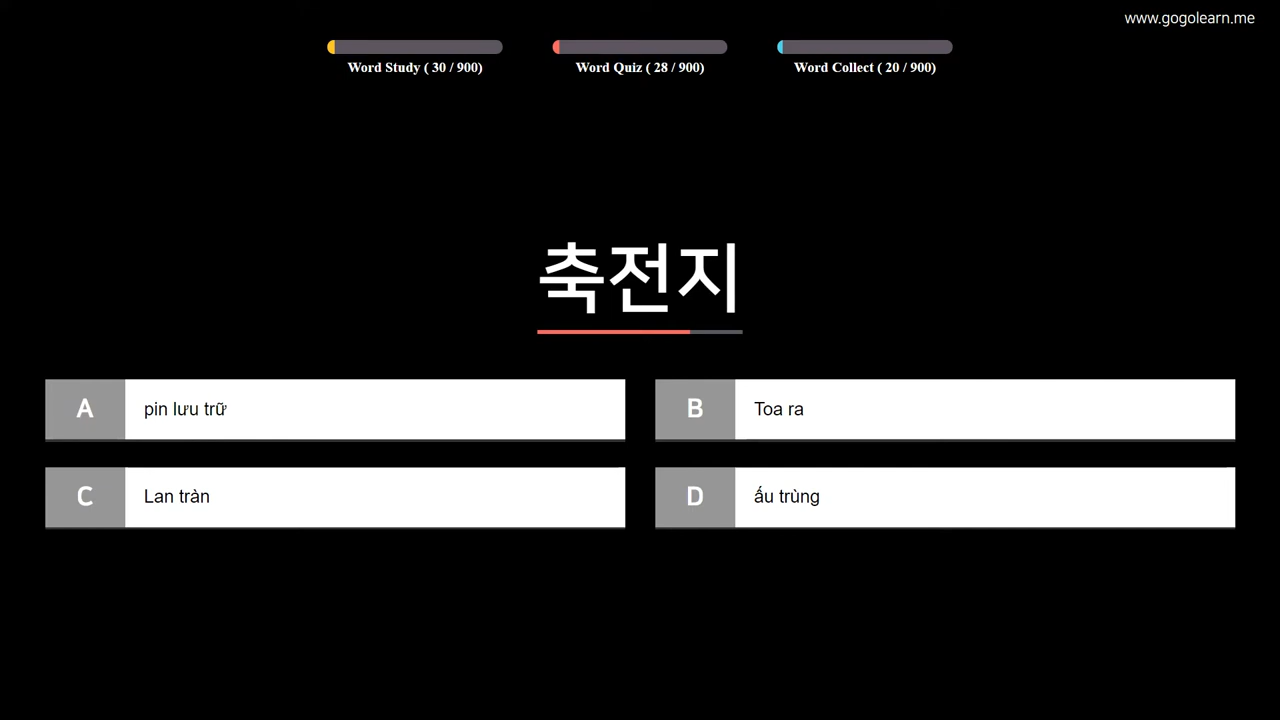 www.gogolearn.me
Word Study ( 30 / 900)
Word Quiz ( 28 / 900)
Word Collect ( 20 / 900)
축전지
A pin lưu trữ
B Toa ra
C Lan tràn
D ấu trùng